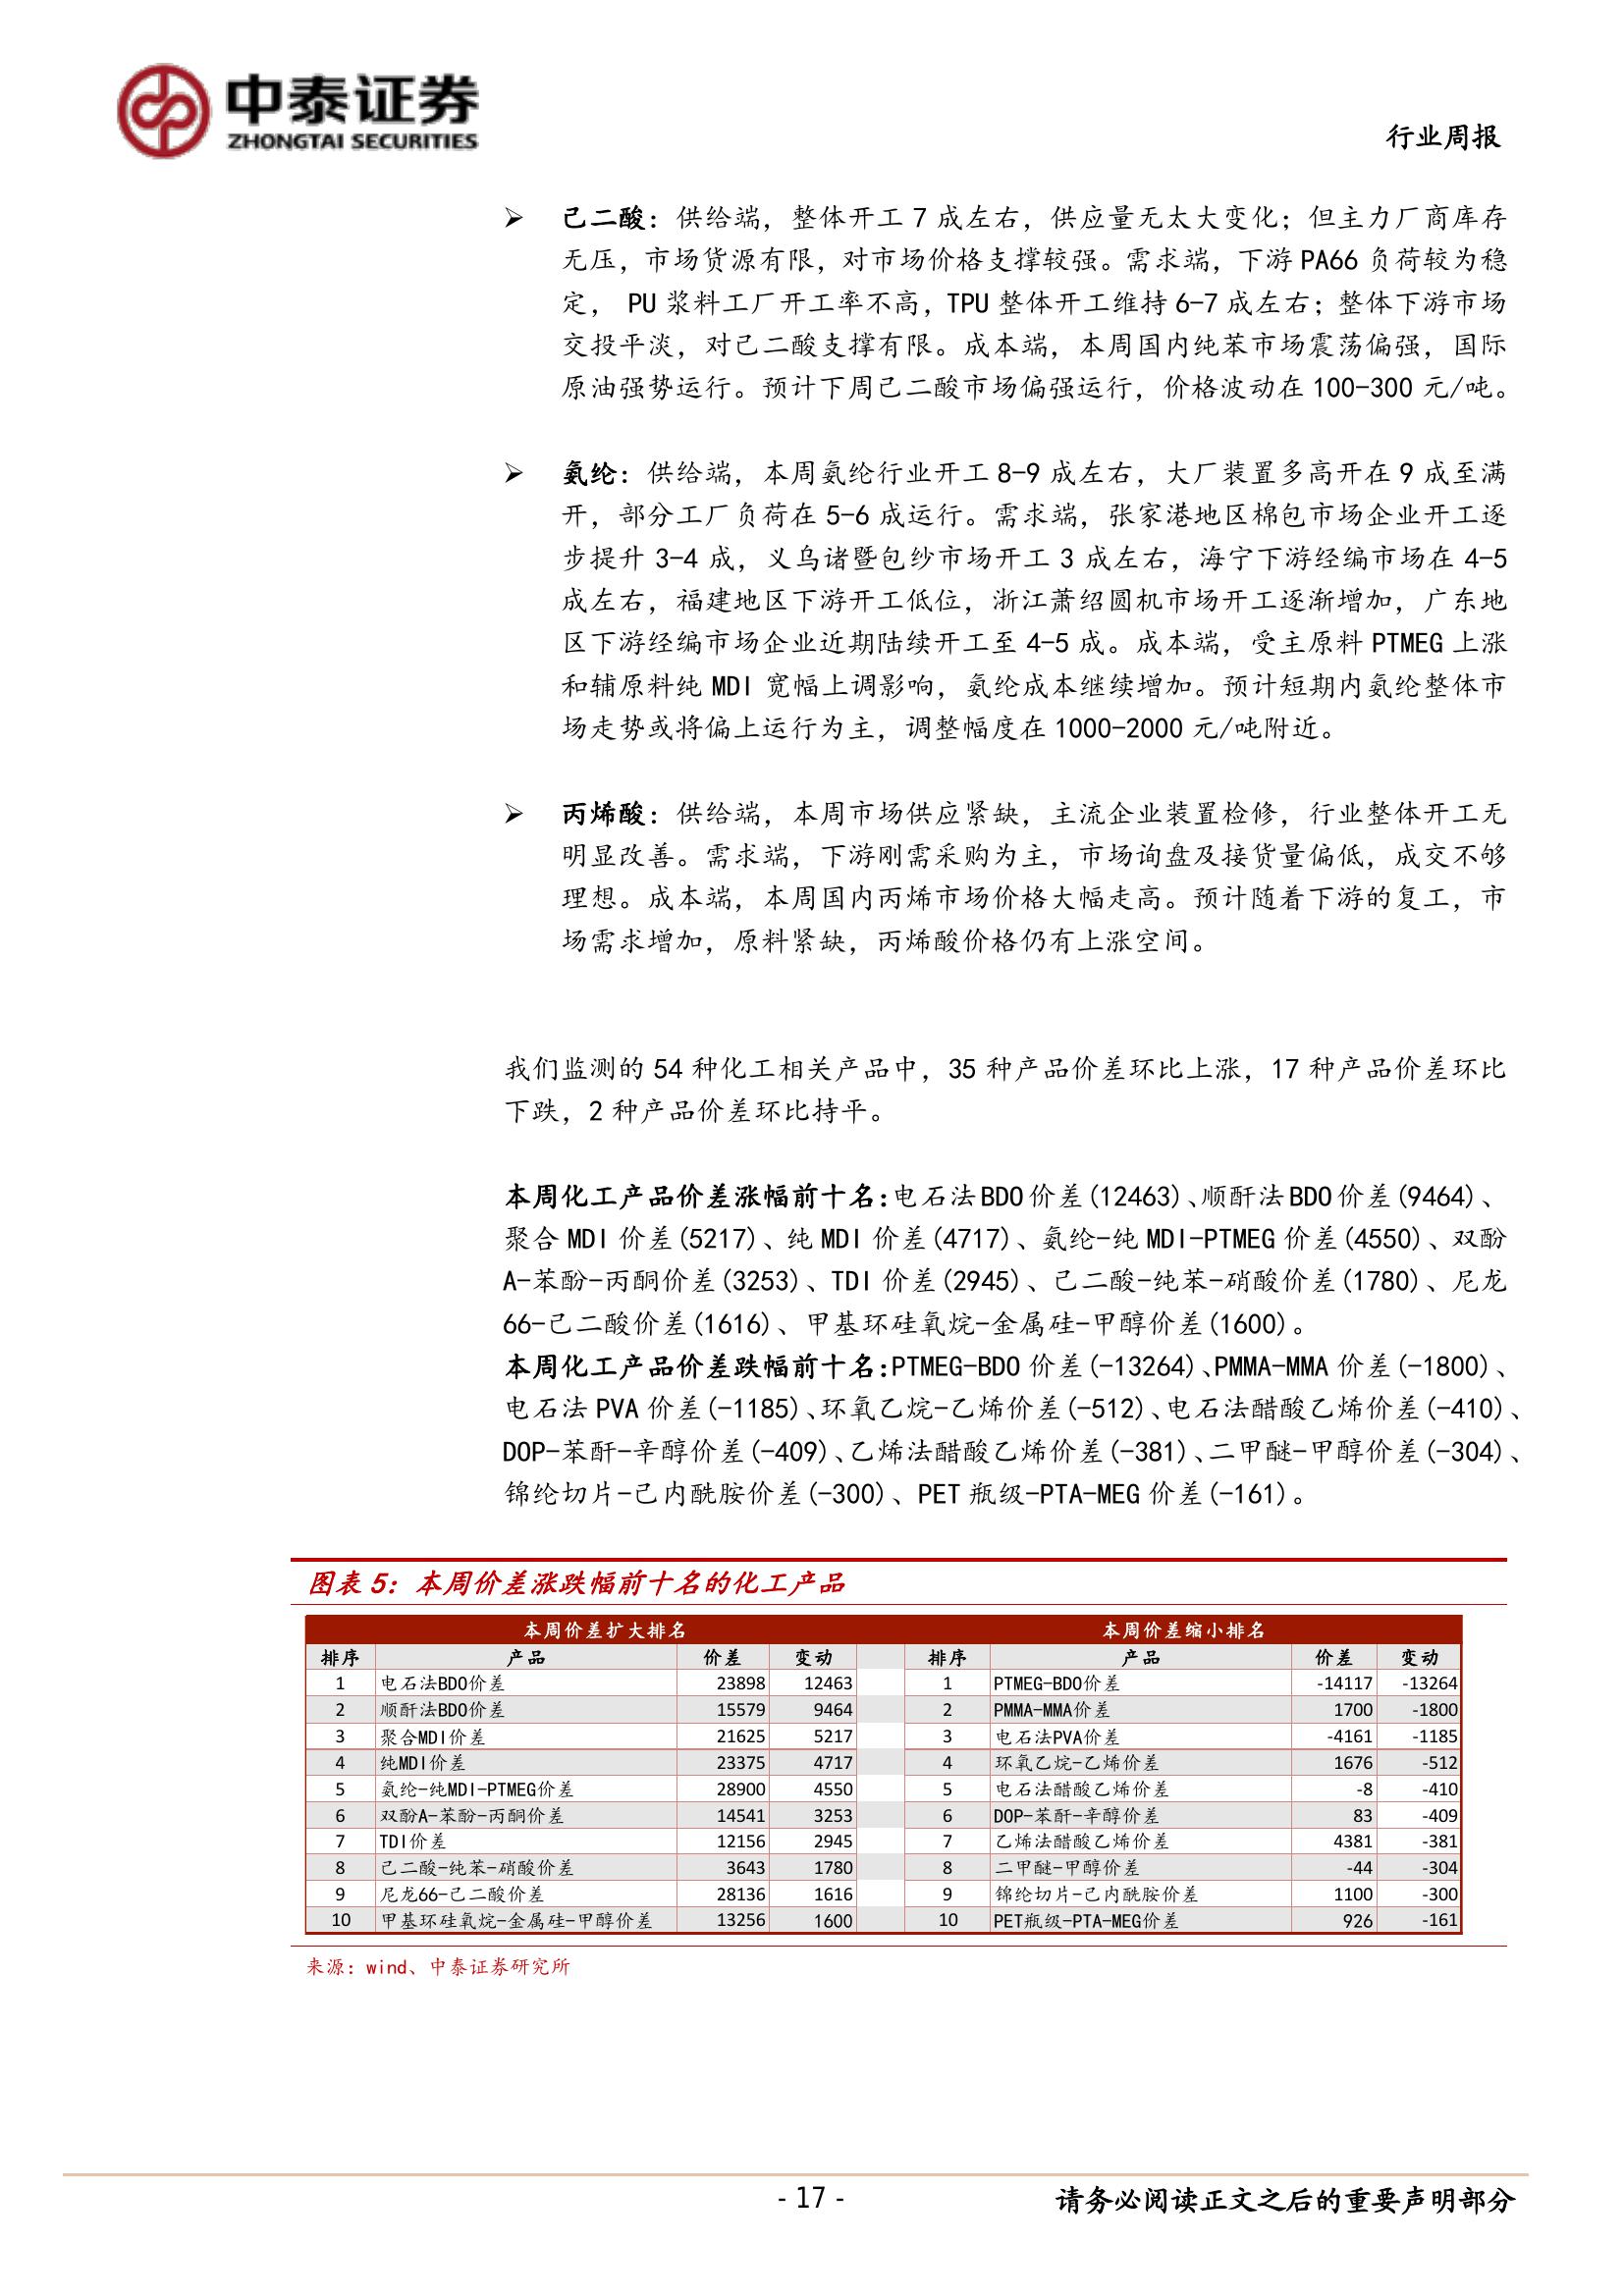 中泰证券
ZHONGTAI SECURITIES
行业周报
➢ 己二酸：供给端，整体开工 7 成左右，供应量无太大变化；但主力厂商库存
无压，市场货源有限，对市场价格支撑较强。需求端，下游 PA66 负荷较为稳
定， PU 浆料工厂开工率不高，TPU 整体开工维持 6-7 成左右；整体下游市场
交投平淡，对己二酸支撑有限。成本端，本周国内纯苯市场震荡偏强，国际
原油强势运行。预计下周己二酸市场偏强运行，价格波动在 100-300 元/吨。
➢ 氨纶：供给端，本周氨纶行业开工 8-9 成左右，大厂装置多高开在 9 成至满
开，部分工厂负荷在 5-6 成运行。需求端，张家港地区棉包市场企业开工逐
步提升 3-4 成，义乌诸暨包纱市场开工 3 成左右，海宁下游经编市场在 4-5
成左右，福建地区下游开工低位，浙江萧绍圆机市场开工逐渐增加，广东地
区下游经编市场企业近期陆续开工至 4-5 成。成本端，受主原料 PTMEG 上涨
和辅原料纯 MDI 宽幅上调影响，氨纶成本继续增加。预计短期内氨纶整体市
场走势或将偏上运行为主，调整幅度在 1000-2000 元/吨附近。
➢ 丙烯酸：供给端，本周市场供应紧缺，主流企业装置检修，行业整体开工无
明显改善。需求端，下游刚需采购为主，市场询盘及接货量偏低，成交不够
理想。成本端，本周国内丙烯市场价格大幅走高。预计随着下游的复工，市
场需求增加，原料紧缺，丙烯酸价格仍有上涨空间。
我们监测的 54 种化工相关产品中，35 种产品价差环比上涨，17 种产品价差环比
下跌，2 种产品价差环比持平。
本周化工产品价差涨幅前十名:电石法BDO价差(12463)、顺酐法BDO价差(9464)、
聚合 MDI 价差(5217)、纯 MDI 价差(4717)、氨纶-纯 MDI-PTMEG 价差(4550)、双酚
A-苯酚-丙酮价差(3253)、TDI 价差(2945)、己二酸-纯苯-硝酸价差(1780)、尼龙
66-己二酸价差(1616)、甲基环硅氧烷-金属硅-甲醇价差(1600)。
本周化工产品价差跌幅前十名:PTMEG-BDO 价差(-13264)、PMMA-MMA 价差(-1800)、
电石法 PVA 价差(-1185)、环氧乙烷-乙烯价差(-512)、电石法醋酸乙烯价差(-410)、
DOP-苯酐-辛醇价差(-409)、乙烯法醋酸乙烯价差(-381)、二甲醚-甲醇价差(-304)、
锦纶切片-己内酰胺价差(-300)、PET 瓶级-PTA-MEG 价差(-161)。
图表 5：本周价差涨跌幅前十名的化工产品
本周价差扩大排名 本周价差缩小排名
排序 产品 价差 变动 排序 产品 价差 变动
1 电石法BDO价差 23898 12463 1 PTMEG-BDO价差 -14117 -13264
2 顺酐法BDO价差 15579 9464 2 PMMA-MMA价差 1700 -1800
3 聚合MDI价差 21625 5217 3 电石法PVA价差 -4161 -1185
4 纯MDI价差 23375 4717 4 环氧乙烷-乙烯价差 1676 -512
5 氨纶-纯MDI-PTMEG价差 28900 4550 5 电石法醋酸乙烯价差 -8 -410
6 双酚A-苯酚-丙酮价差 14541 3253 6 DOP-苯酐-辛醇价差 83 -409
7 TDI价差 12156 2945 7 乙烯法醋酸乙烯价差 4381 -381
8 己二酸-纯苯-硝酸价差 3643 1780 8 二甲醚-甲醇价差 -44 -304
9 尼龙66-己二酸价差 28136 1616 9 锦纶切片-己内酰胺价差 1100 -300
10 甲基环硅氧烷-金属硅-甲醇价差 13256 1600 10 PET瓶级-PTA-MEG价差 926 -161
来源：wind、中泰证券研究所
- 17 - 请务必阅读正文之后的重要声明部分